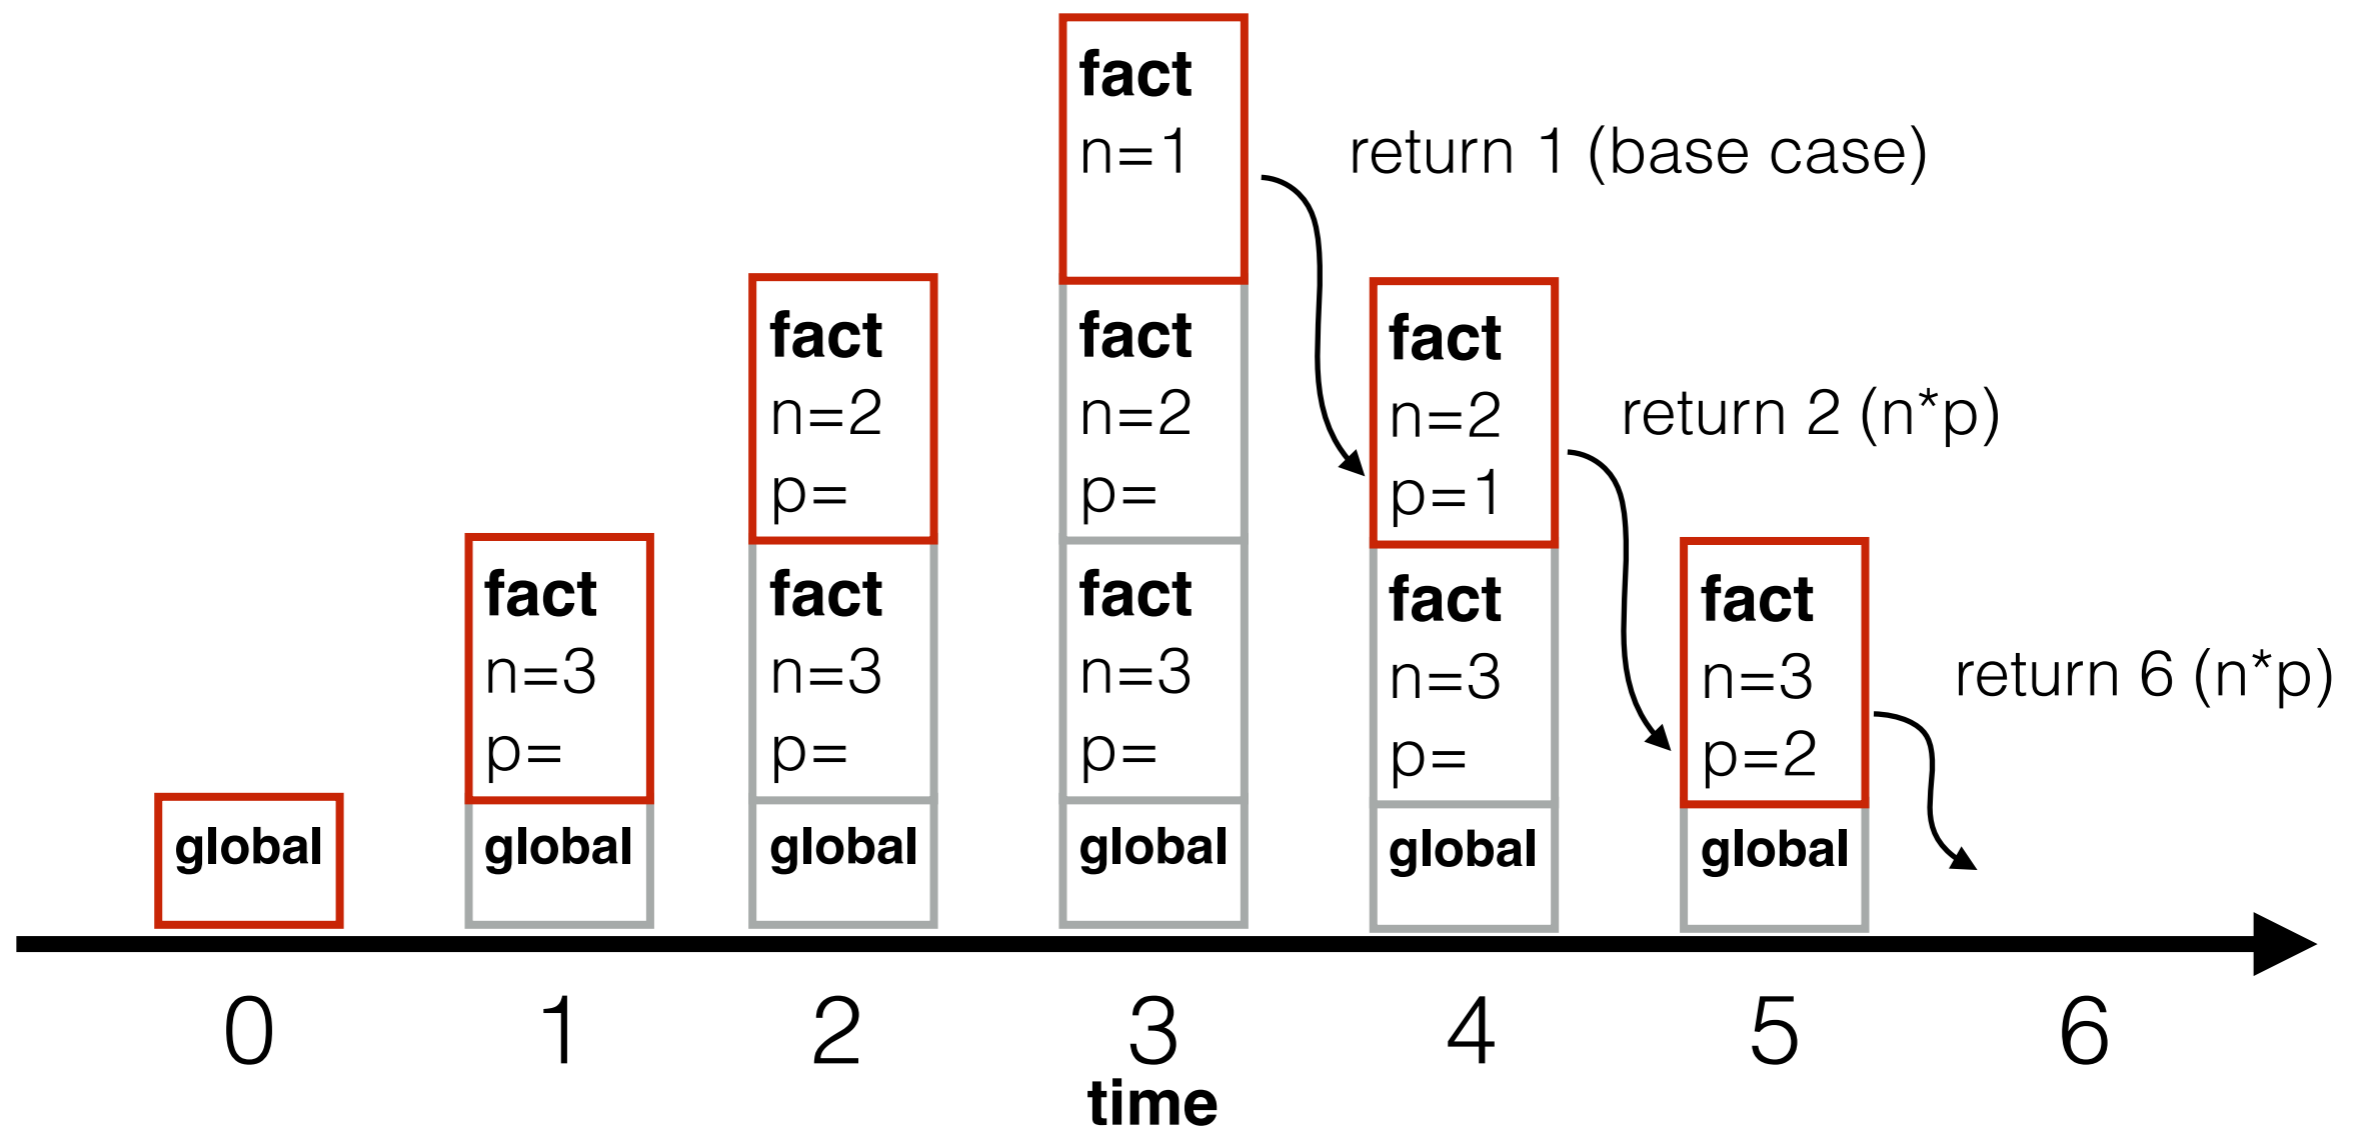 global
fact
n=3
p=
global
fact
n=2
p=
fact
n=3
p=
global
fact
n=1
fact
n=2
p=
fact
n=3
p=
global
return 1 (base case)
fact
n=2
p=1
fact
n=3
p=
global
return 2 (n*p)
fact
n=3
p=2
global
return 6 (n*p)
0 1 2 3 4 5 6
time